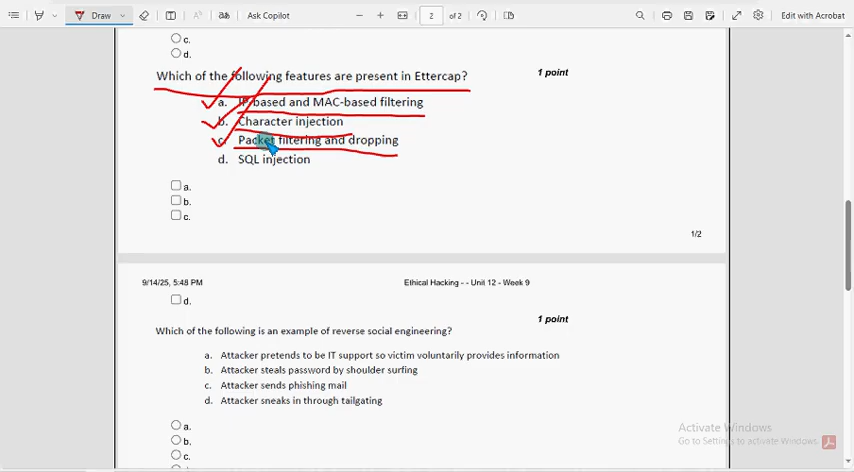 Draw
Ask Copilot
2
of 2
Edit with Acrobat
c.
d.
Which of the following features are present in Ettercap?
1 point
a. IP-based and MAC-based filtering
b. Character injection
c. Packet filtering and dropping
d. SQL injection
a.
b.
c.
1/2
9/14/25, 5:48 PM
Ethical Hacking - - Unit 12 - Week 9
d.
1 point
Which of the following is an example of reverse social engineering?
a. Attacker pretends to be IT support so victim voluntarily provides information
b. Attacker steals password by shoulder surfing
c. Attacker sends phishing mail
d. Attacker sneaks in through tailgating
a.
b.
c.
Activate Windows
Go to Settings to activate Windows.